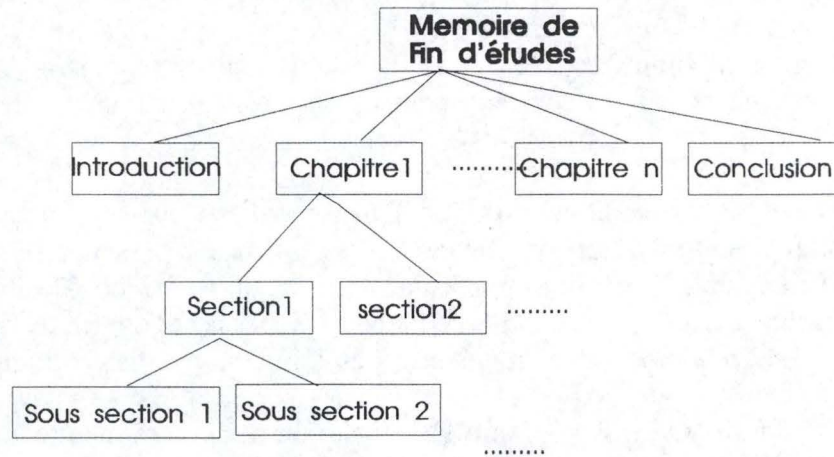 Memoire de
Fin d'études
Introduction Chapitre1 .......... Chapitre n Conclusion
Section1 section2 .........
Sous section 1 Sous section 2
.........